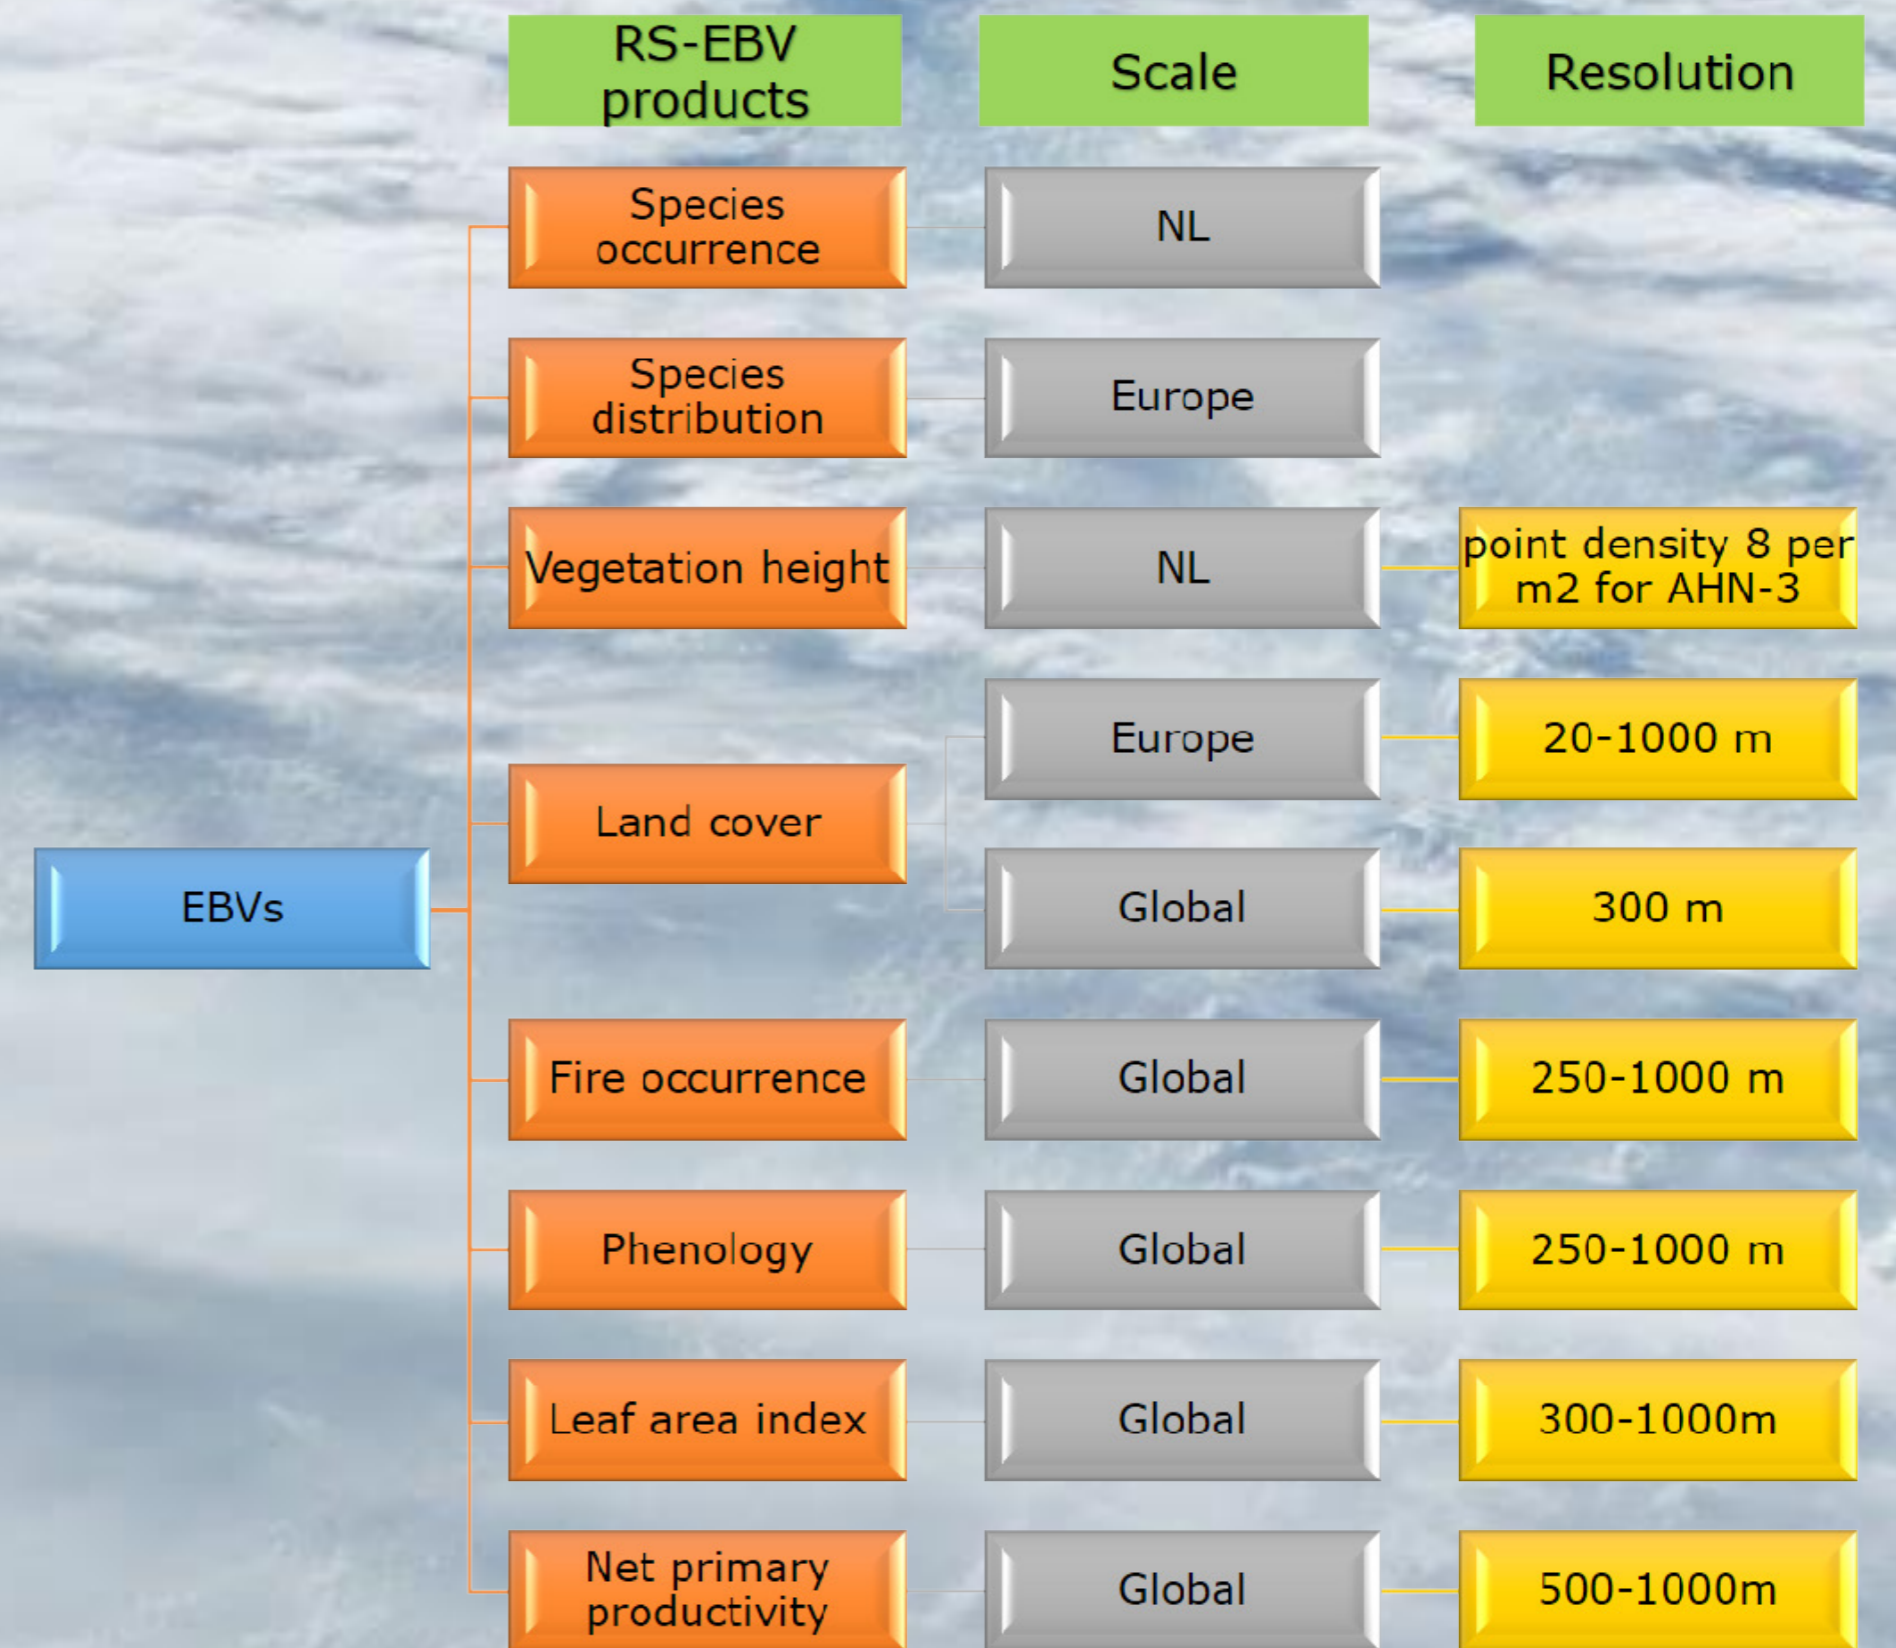 RS-EBV
products
Scale
Resolution
Species
occurrence
NL
Species
distribution
Europe
Vegetation height
NL
point density 8 per
m2 for AHN-3
Europe
20-1000 m
Land cover
EBVs
Global
300 m
Fire occurrence
Global
250-1000 m
Phenology
Global
250-1000 m
Leaf area index
Global
300-1000m
Net primary
productivity
Global
500-1000m